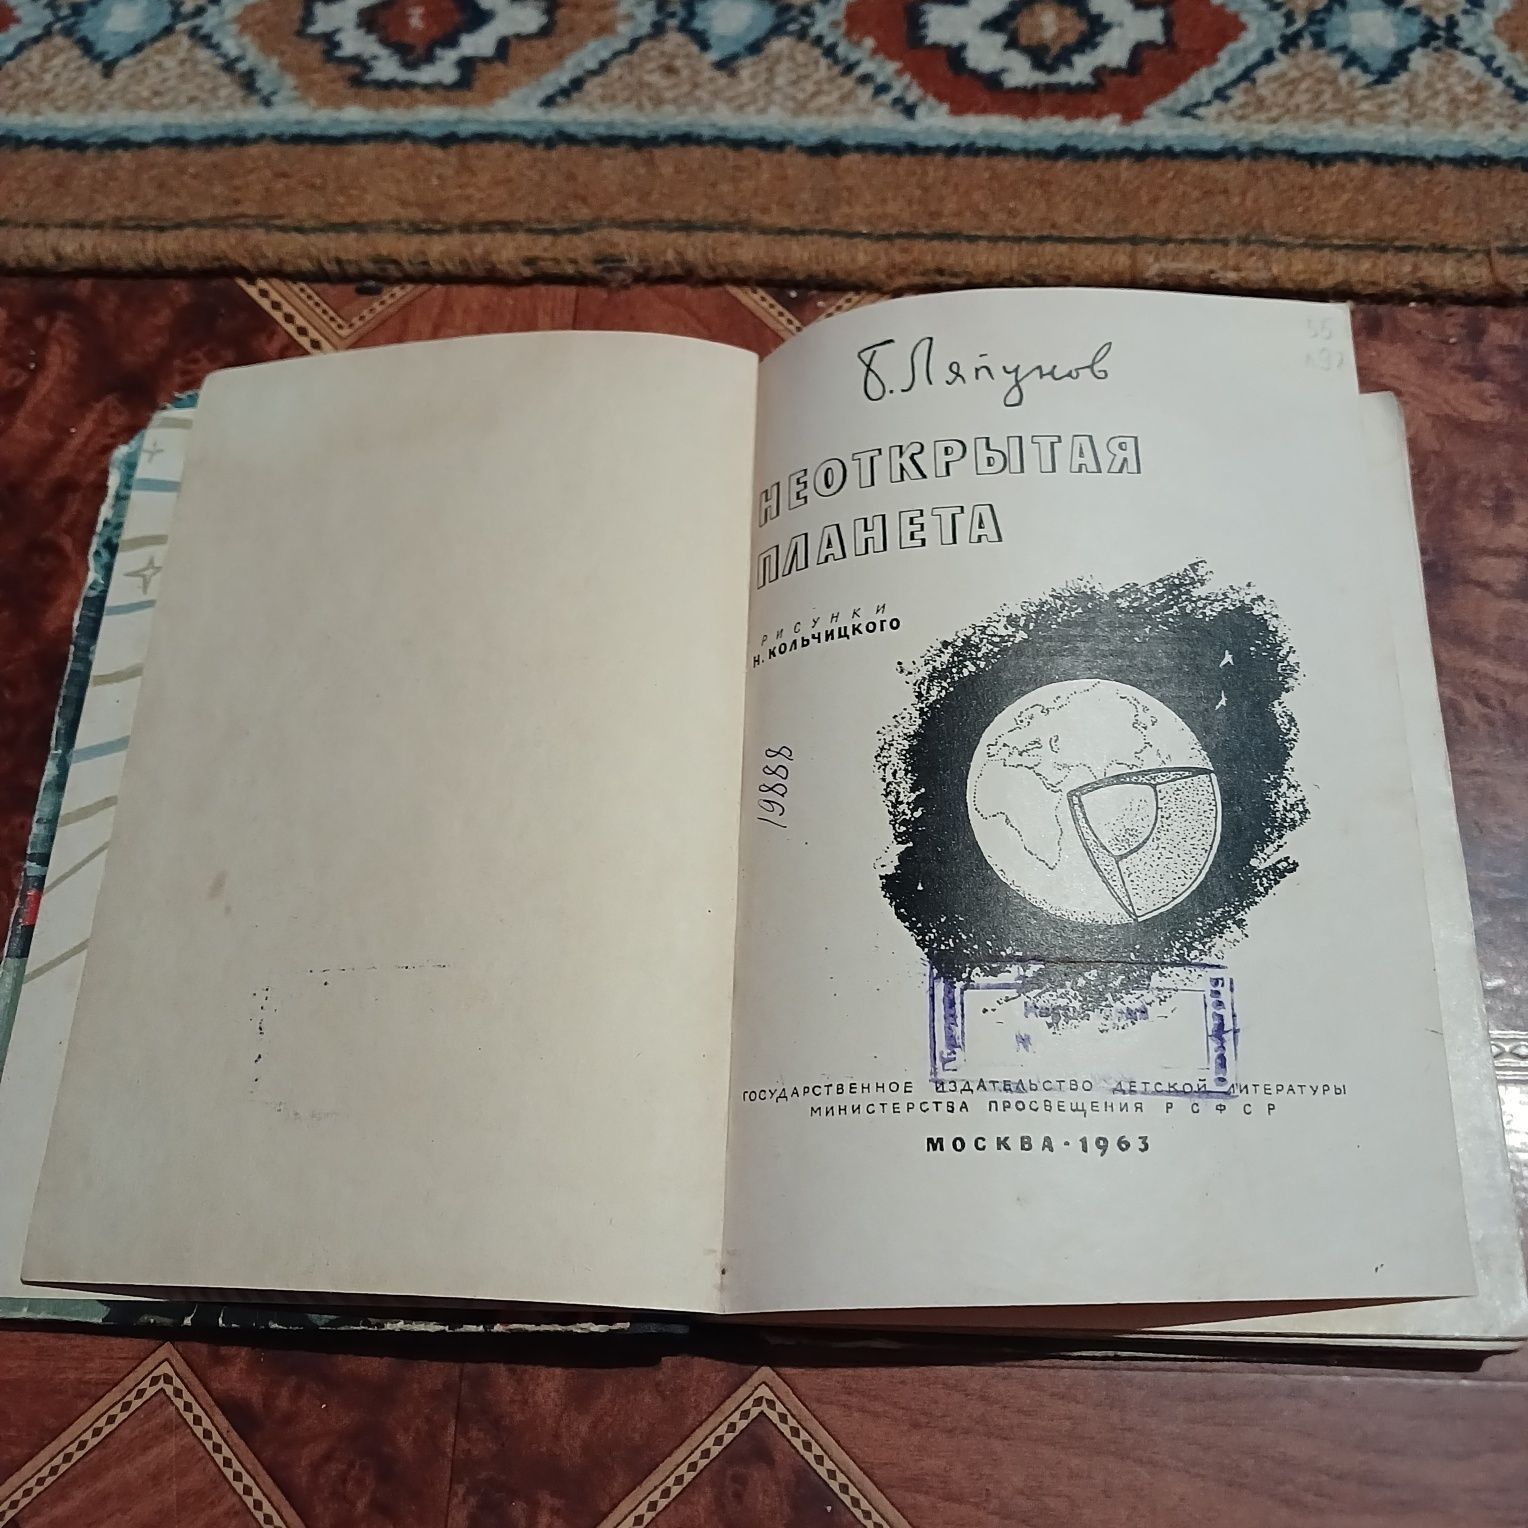 Б. Ляпунов
НЕОТКРЫТАЯ
ПЛАНЕТА
РИСУНКИ
Н. КОЛЬЧИЦКОГО
19888
ГОСУДАРСТВЕННОЕ ИЗДАТЕЛЬСТВО ДЕТСКОЙ ЛИТЕРАТУРЫ
МИНИСТЕРСТВА ПРОСВЕЩЕНИЯ РСФСР
МОСКВА • 1963